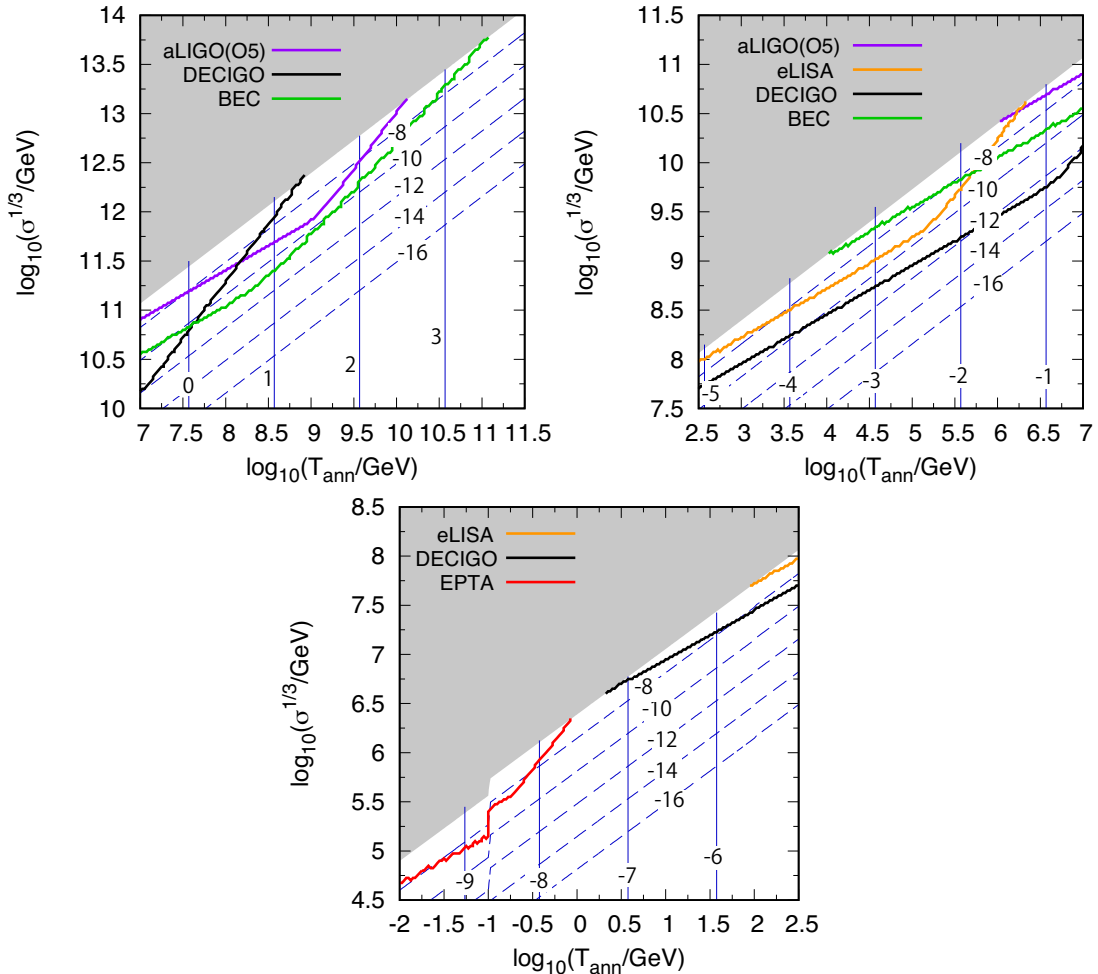 14
13.5
13
12.5
12
11.5
11
10.5
10
log10(σ1/3/GeV)
aLIGO(O5)
DECIGO
BEC
-8
-10
-12
-14
-16
0
1
2
3
7 7.5 8 8.5 9 9.5 10 10.5 11 11.5
log10(Tann/GeV)
11.5
11
10.5
10
9.5
9
8.5
8
7.5
log10(σ1/3/GeV)
aLIGO(O5)
eLISA
DECIGO
BEC
-8
-10
-12
-14
-16
-5
-4
-3
-2
-1
2.5 3 3.5 4 4.5 5 5.5 6 6.5 7
log10(Tann/GeV)
8.5
8
7.5
7
6.5
6
5.5
5
4.5
log10(σ1/3/GeV)
eLISA
DECIGO
EPTA
-8
-10
-12
-14
-16
-9
-8
-7
-6
-2 -1.5 -1 -0.5 0 0.5 1 1.5 2 2.5
log10(Tann/GeV)